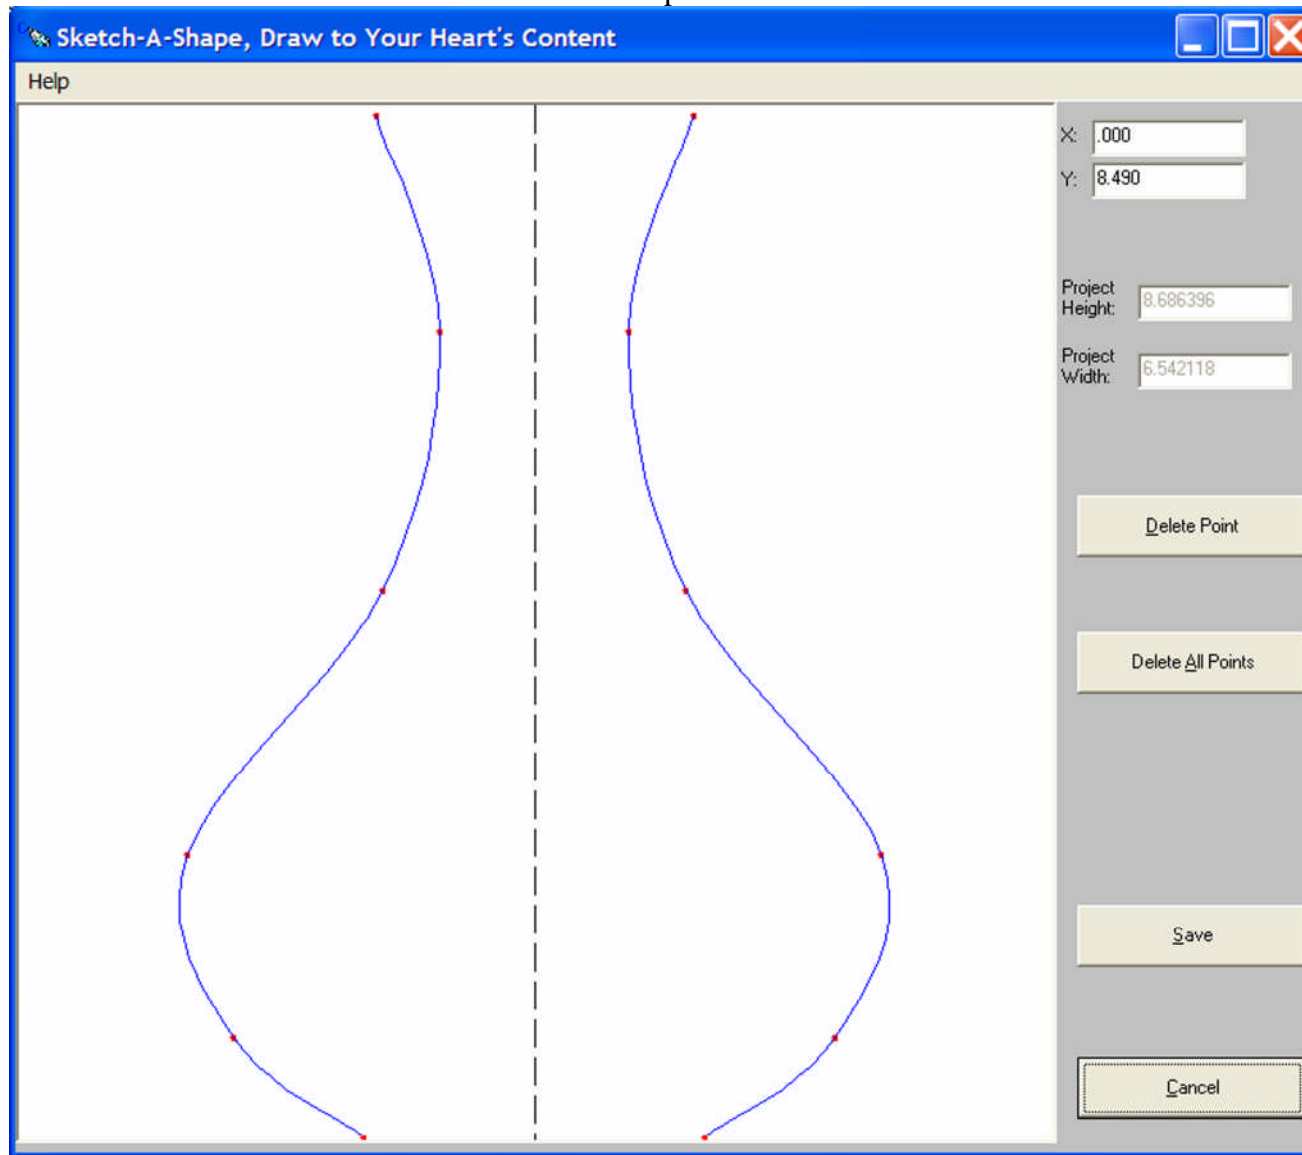 Sketch-A-Shape, Draw to Your Heart's Content
Help
X: .000
Y: 8.490
Project
Height: 8.686396
Project
Width: 6.542118
Delete Point
Delete All Points
Save
Cancel